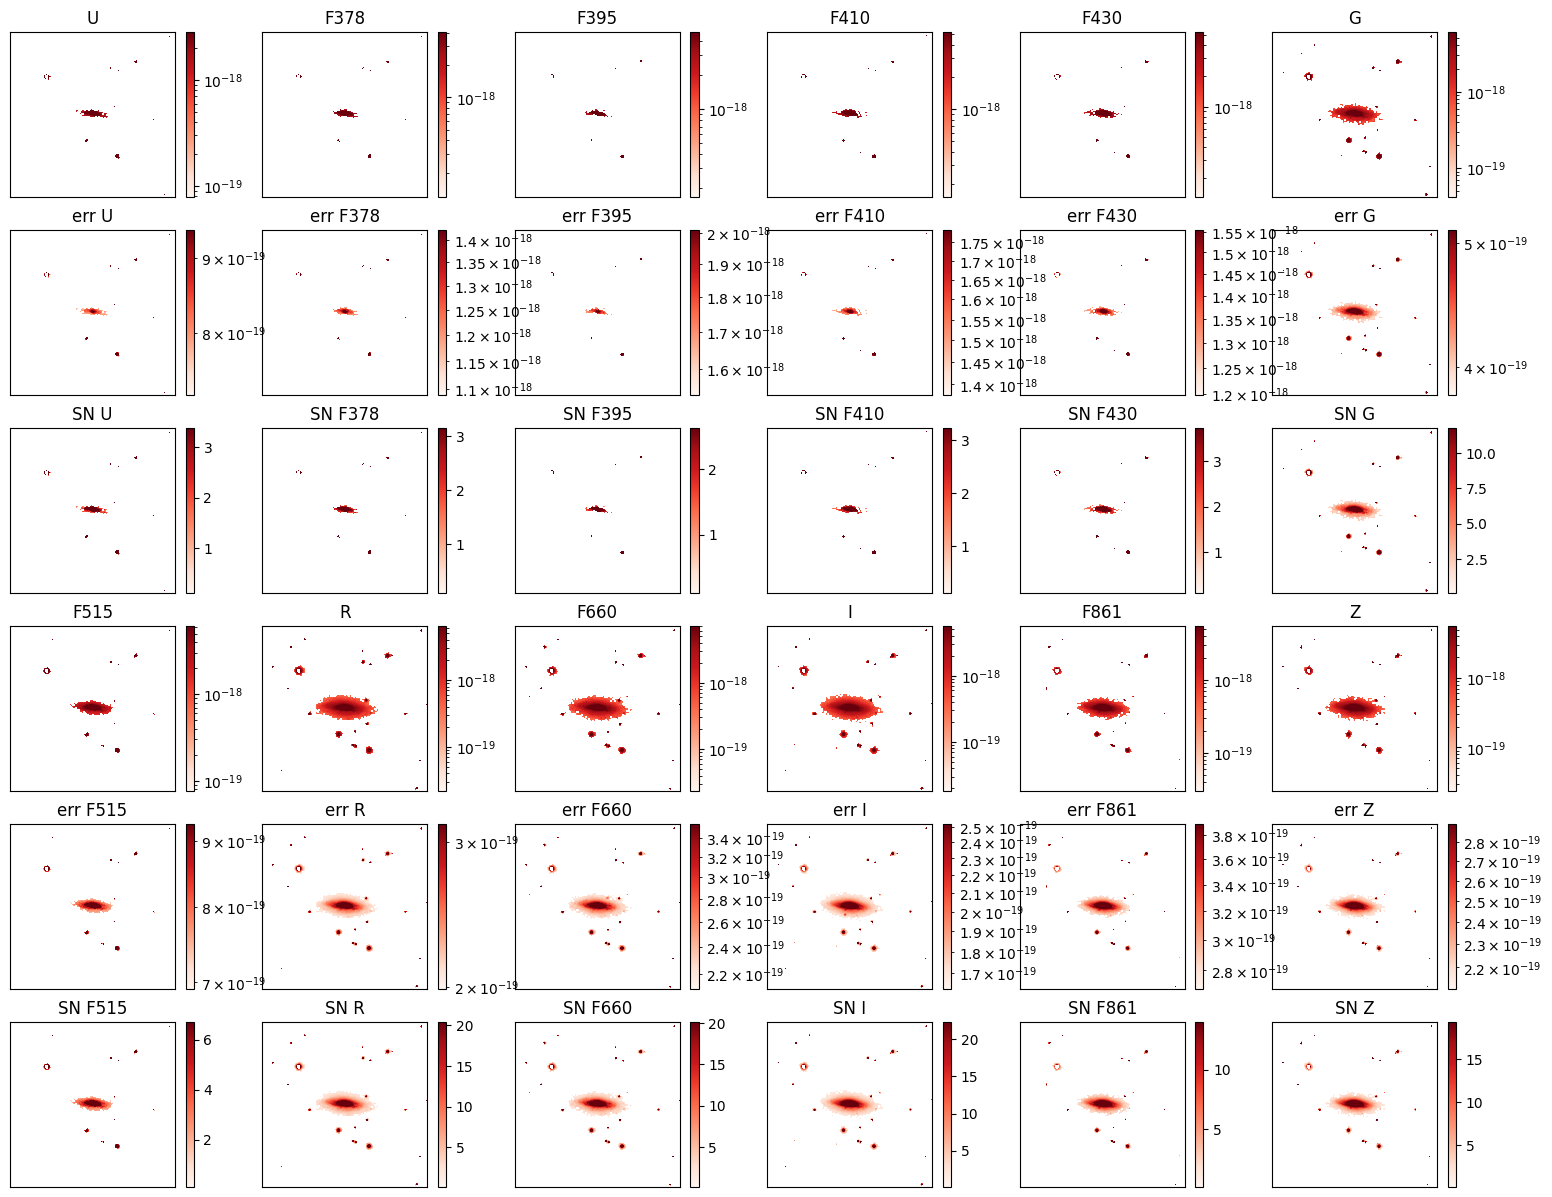 U F378 F395 F410 F430 G
10⁻¹⁸ 10⁻¹⁹
10⁻¹⁸
10⁻¹⁸
10⁻¹⁸
10⁻¹⁸
10⁻¹⁸ 10⁻¹⁹
err U err F378 err F395 err F410 err F430 err G
9 × 10⁻¹⁹ 8 × 10⁻¹⁹
1.4 × 10⁻¹⁸ 1.35 × 10⁻¹⁸ 1.3 × 10⁻¹⁸ 1.25 × 10⁻¹⁸ 1.2 × 10⁻¹⁸ 1.15 × 10⁻¹⁸ 1.1 × 10⁻¹⁸
2 × 10⁻¹⁸ 1.9 × 10⁻¹⁸ 1.8 × 10⁻¹⁸ 1.7 × 10⁻¹⁸ 1.6 × 10⁻¹⁸
1.75 × 10⁻¹⁸ 1.7 × 10⁻¹⁸ 1.65 × 10⁻¹⁸ 1.6 × 10⁻¹⁸ 1.55 × 10⁻¹⁸ 1.5 × 10⁻¹⁸ 1.45 × 10⁻¹⁸ 1.4 × 10⁻¹⁸
1.55 × 10⁻¹⁸ 1.5 × 10⁻¹⁸ 1.45 × 10⁻¹⁸ 1.4 × 10⁻¹⁸ 1.35 × 10⁻¹⁸ 1.3 × 10⁻¹⁸ 1.25 × 10⁻¹⁸ 1.2 × 10⁻¹⁸
5 × 10⁻¹⁹ 4 × 10⁻¹⁹
SN U SN F378 SN F395 SN F410 SN F430 SN G
3 2 1
3 2 1
2 1
3 2 1
3 2 1
10.0 7.5 5.0 2.5
F515 R F660 I F861 Z
10⁻¹⁸ 10⁻¹⁹
10⁻¹⁸ 10⁻¹⁹
10⁻¹⁸ 10⁻¹⁹
10⁻¹⁸ 10⁻¹⁹
10⁻¹⁸ 10⁻¹⁹
10⁻¹⁸ 10⁻¹⁹
err F515 err R err F660 err I err F861 err Z
9 × 10⁻¹⁹ 8 × 10⁻¹⁹ 7 × 10⁻¹⁹
3 × 10⁻¹⁹ 2 × 10⁻¹⁹
3.4 × 10⁻¹⁹ 3.2 × 10⁻¹⁹ 3 × 10⁻¹⁹ 2.8 × 10⁻¹⁹ 2.6 × 10⁻¹⁹ 2.4 × 10⁻¹⁹ 2.2 × 10⁻¹⁹
2.5 × 10⁻¹⁹ 2.4 × 10⁻¹⁹ 2.3 × 10⁻¹⁹ 2.2 × 10⁻¹⁹ 2.1 × 10⁻¹⁹ 2 × 10⁻¹⁹ 1.9 × 10⁻¹⁹ 1.8 × 10⁻¹⁹ 1.7 × 10⁻¹⁹
3.8 × 10⁻¹⁹ 3.6 × 10⁻¹⁹ 3.4 × 10⁻¹⁹ 3.2 × 10⁻¹⁹ 3 × 10⁻¹⁹ 2.8 × 10⁻¹⁹
2.8 × 10⁻¹⁹ 2.7 × 10⁻¹⁹ 2.6 × 10⁻¹⁹ 2.5 × 10⁻¹⁹ 2.4 × 10⁻¹⁹ 2.3 × 10⁻¹⁹ 2.2 × 10⁻¹⁹
SN F515 SN R SN F660 SN I SN F861 SN Z
6 4 2
20 15 10 5
20 15 10 5
20 15 10 5
10 5
15 10 5